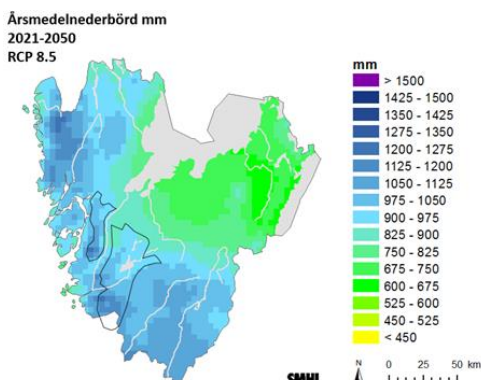 Årsmedelnederbörd mm
2021-2050
RCP 8.5
mm
> 1500
1425 - 1500
1350 - 1425
1275 - 1350
1200 - 1275
1125 - 1200
1050 - 1125
975 - 1050
900 - 975
825 - 900
750 - 825
675 - 750
600 - 675
525 - 600
450 - 525
< 450
SMHI
N 0 25 50 km